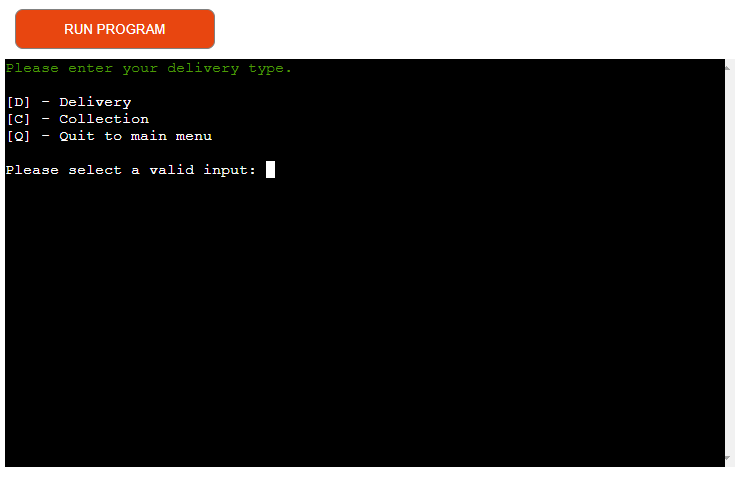 RUN PROGRAM
Please enter your delivery type.
[D] - Delivery
[C] - Collection
[Q] - Quit to main menu
Please select a valid input: